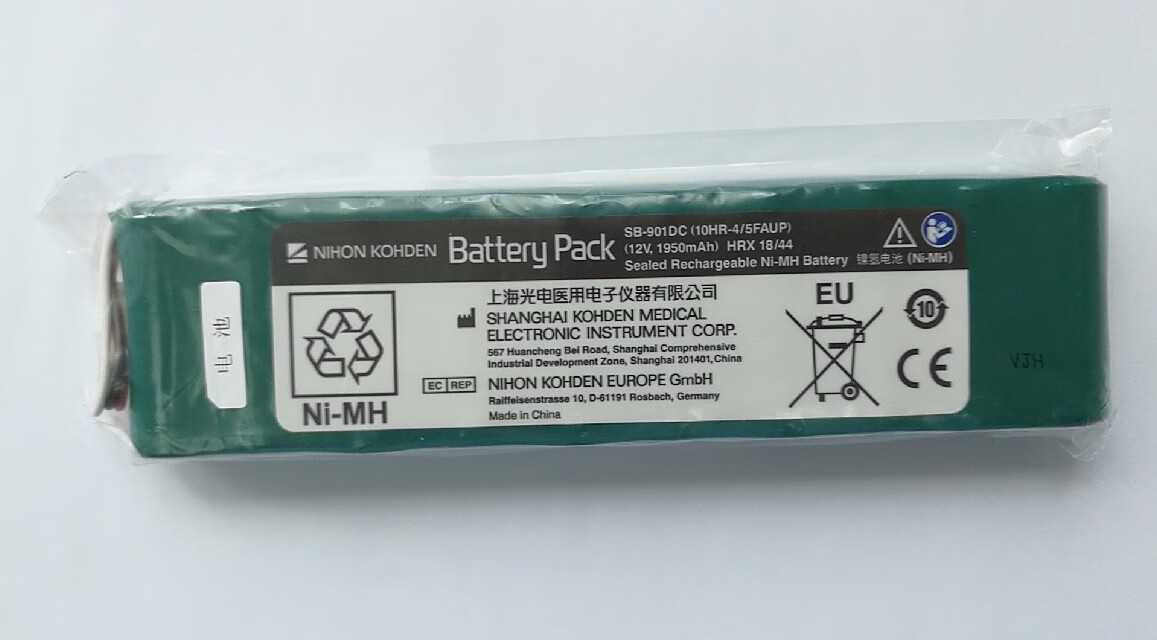 NIHON KOHDEN
Battery Pack
SB-901DC (10HR-4/5FAUP)
(12V, 1950mAh) HRX 18/44
Sealed Rechargeable Ni-MH Battery
镍氢电池 (Ni-MH)
电池
Ni-MH
上海光电医用电子仪器有限公司
SHANGHAI KOHDEN MEDICAL
ELECTRONIC INSTRUMENT CORP.
567 Huancheng Bei Road, Shanghai Comprehensive
Industrial Development Zone, Shanghai 201401, China
EC REP
NIHON KOHDEN EUROPE GmbH
Raiffeisenstrasse 10, D-61191 Rosbach, Germany
Made in China
EU
10
CE
VJH